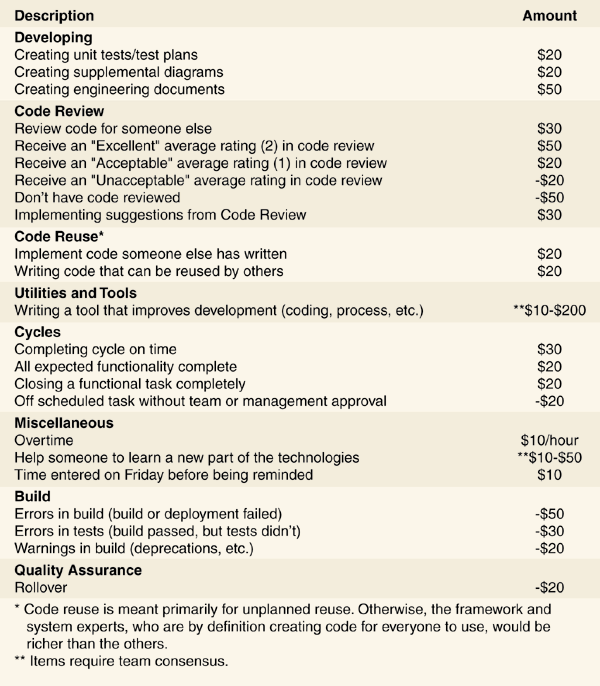 Description Amount
Developing
Creating unit tests/test plans $20
Creating supplemental diagrams $20
Creating engineering documents $50
Code Review
Review code for someone else $30
Receive an "Excellent" average rating (2) in code review $50
Receive an "Acceptable" average rating (1) in code review $20
Receive an "Unacceptable" average rating in code review -$20
Don't have code reviewed -$50
Implementing suggestions from Code Review $30
Code Reuse*
Implement code someone else has written $20
Writing code that can be reused by others $20
Utilities and Tools
Writing a tool that improves development (coding, process, etc.) **$10-$200
Cycles
Completing cycle on time $30
All expected functionality complete $20
Closing a functional task completely $20
Off scheduled task without team or management approval -$20
Miscellaneous
Overtime $10/hour
Help someone to learn a new part of the technologies **$10-$50
Time entered on Friday before being reminded $10
Build
Errors in build (build or deployment failed) -$50
Errors in tests (build passed, but tests didn't) -$30
Warnings in build (deprecations, etc.) -$20
Quality Assurance
Rollover -$20
* Code reuse is meant primarily for unplanned reuse. Otherwise, the framework and
system experts, who are by definition creating code for everyone to use, would be
richer than the others.
** Items require team consensus.